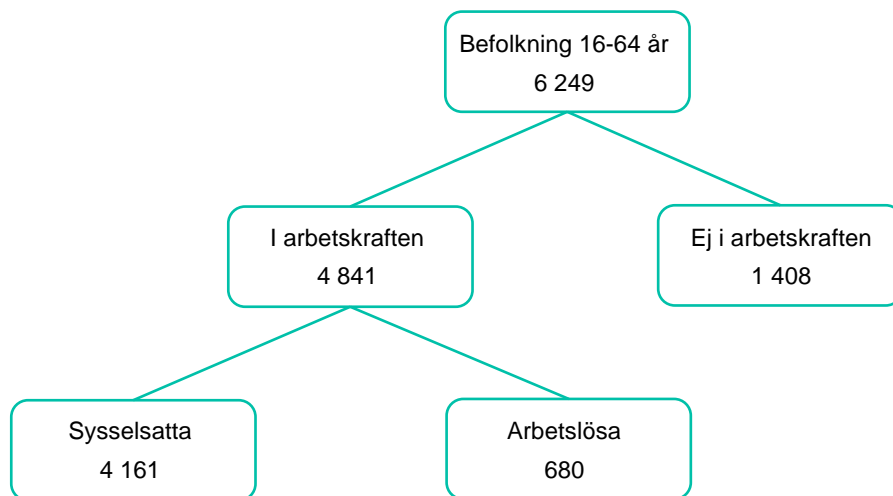 Befolkning 16-64 år
6 249
I arbetskraften
4 841
Ej i arbetskraften
1 408
Sysselsatta
4 161
Arbetslösa
680